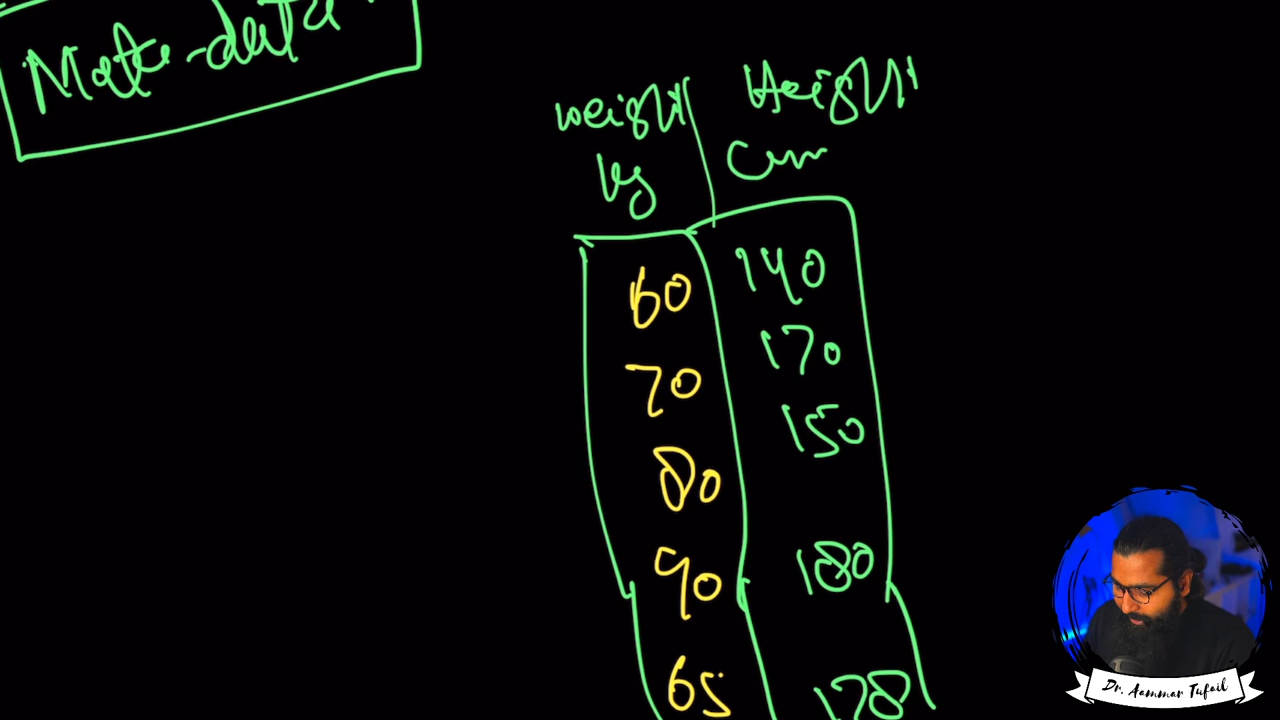 Meta-data
weight Height
kg Cm
60 140
70 170
80 150
90 180
65 178
Dr. Aammar Tufail